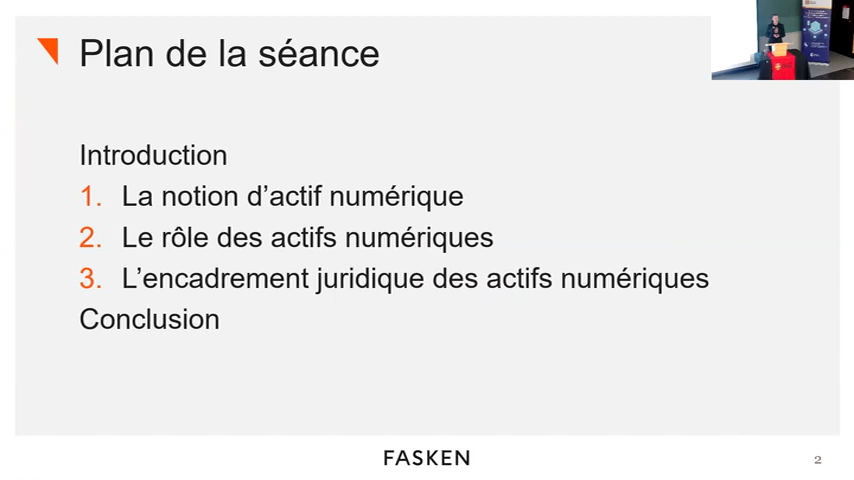 Plan de la séance
Introduction
1. La notion d’actif numérique
2. Le rôle des actifs numériques
3. L’encadrement juridique des actifs numériques
Conclusion
FASKEN
2